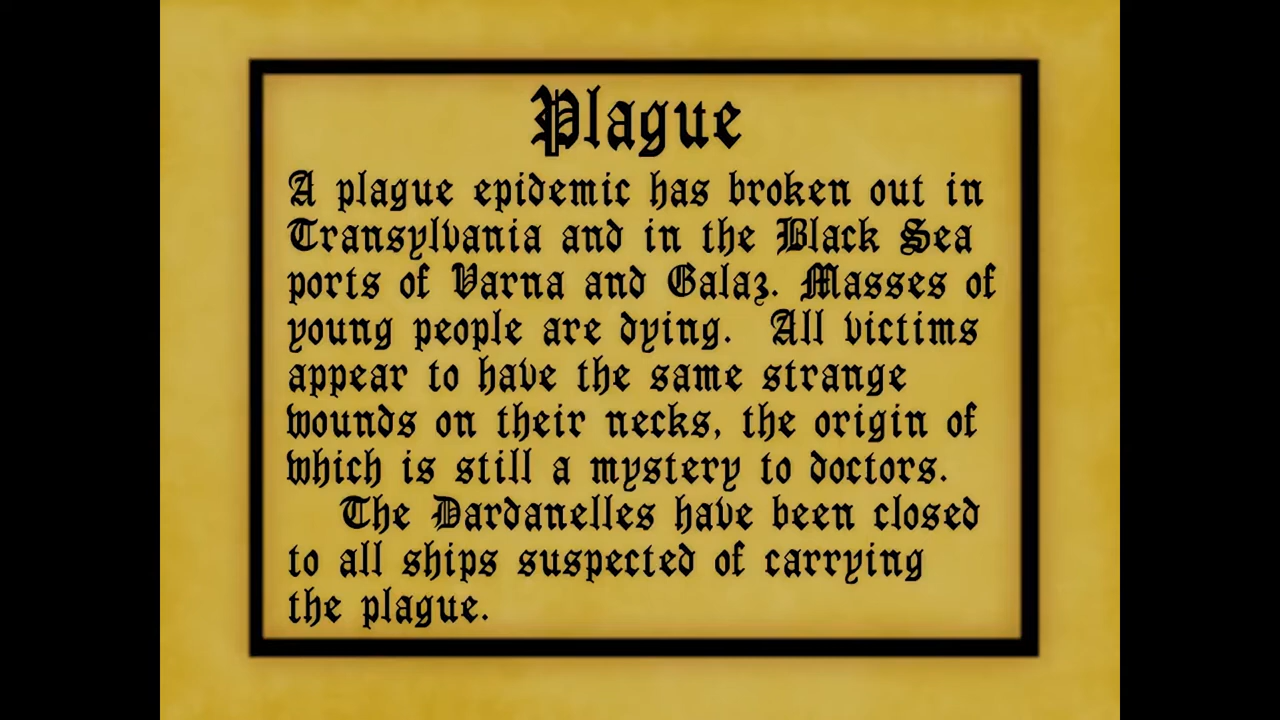 Plague
A plague epidemic has broken out in
Transylvania and in the Black Sea
ports of Varna and Galaz. Masses of
young people are dying. All victims
appear to have the same strange
wounds on their necks, the origin of
which is still a mystery to doctors.
The Dardanelles have been closed
to all ships suspected of carrying
the plague.